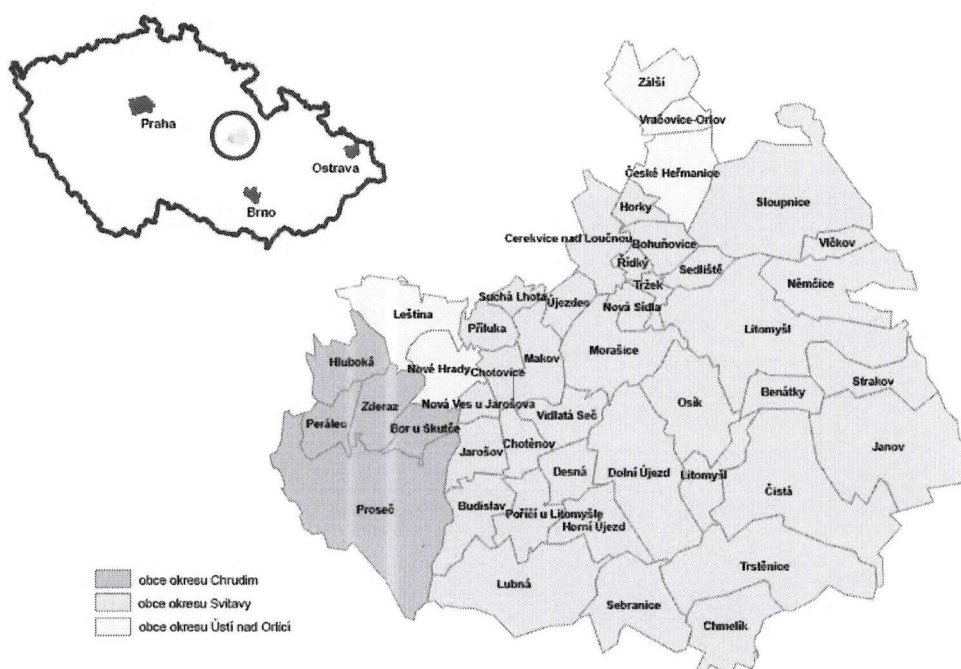 Praha
Ostrava
Brno
Zálší
Vračovice-Orlov
České Heřmanice
Sloupnice
Horky
Cerekvice nad Loučnou
Bohuňovice
Vlčkov
Řídký
Sedliště
Tržek
Němčice
Suchá Lhota
Újezdec
Nová Sídla
Leština
Příluka
Litomyšl
Morašice
Makov
Hluboká
Nové Hrady
Chotovice
Strakov
Benátky
Zderaz
Nová Ves u Jarošova
Osík
Vidlatá Seč
Perálec
Bor u Skutče
Chotěnov
Jarošov
Janov
Desná
Dolní Újezd
Litomyšl
Čistá
Proseč
Budislav
Poříčí u Litomyšle
Horní Újezd
Trstěnice
Lubná
Sebranice
Chmelík
obce okresu Chrudim
obce okresu Svitavy
obce okresu Ústí nad Orlicí